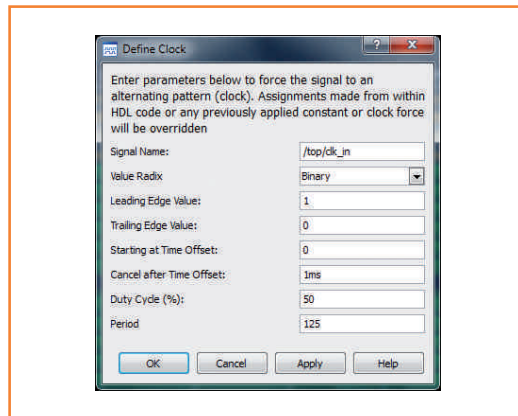 Define Clock
Enter parameters below to force the signal to an
alternating pattern (clock). Assignments made from within
HDL code or any previously applied constant or clock force
will be overridden
Signal Name: /top/clk_in
Value Radix Binary
Leading Edge Value: 1
Trailing Edge Value: 0
Starting at Time Offset: 0
Cancel after Time Offset: 1ms
Duty Cycle (%): 50
Period 125
OK Cancel Apply Help